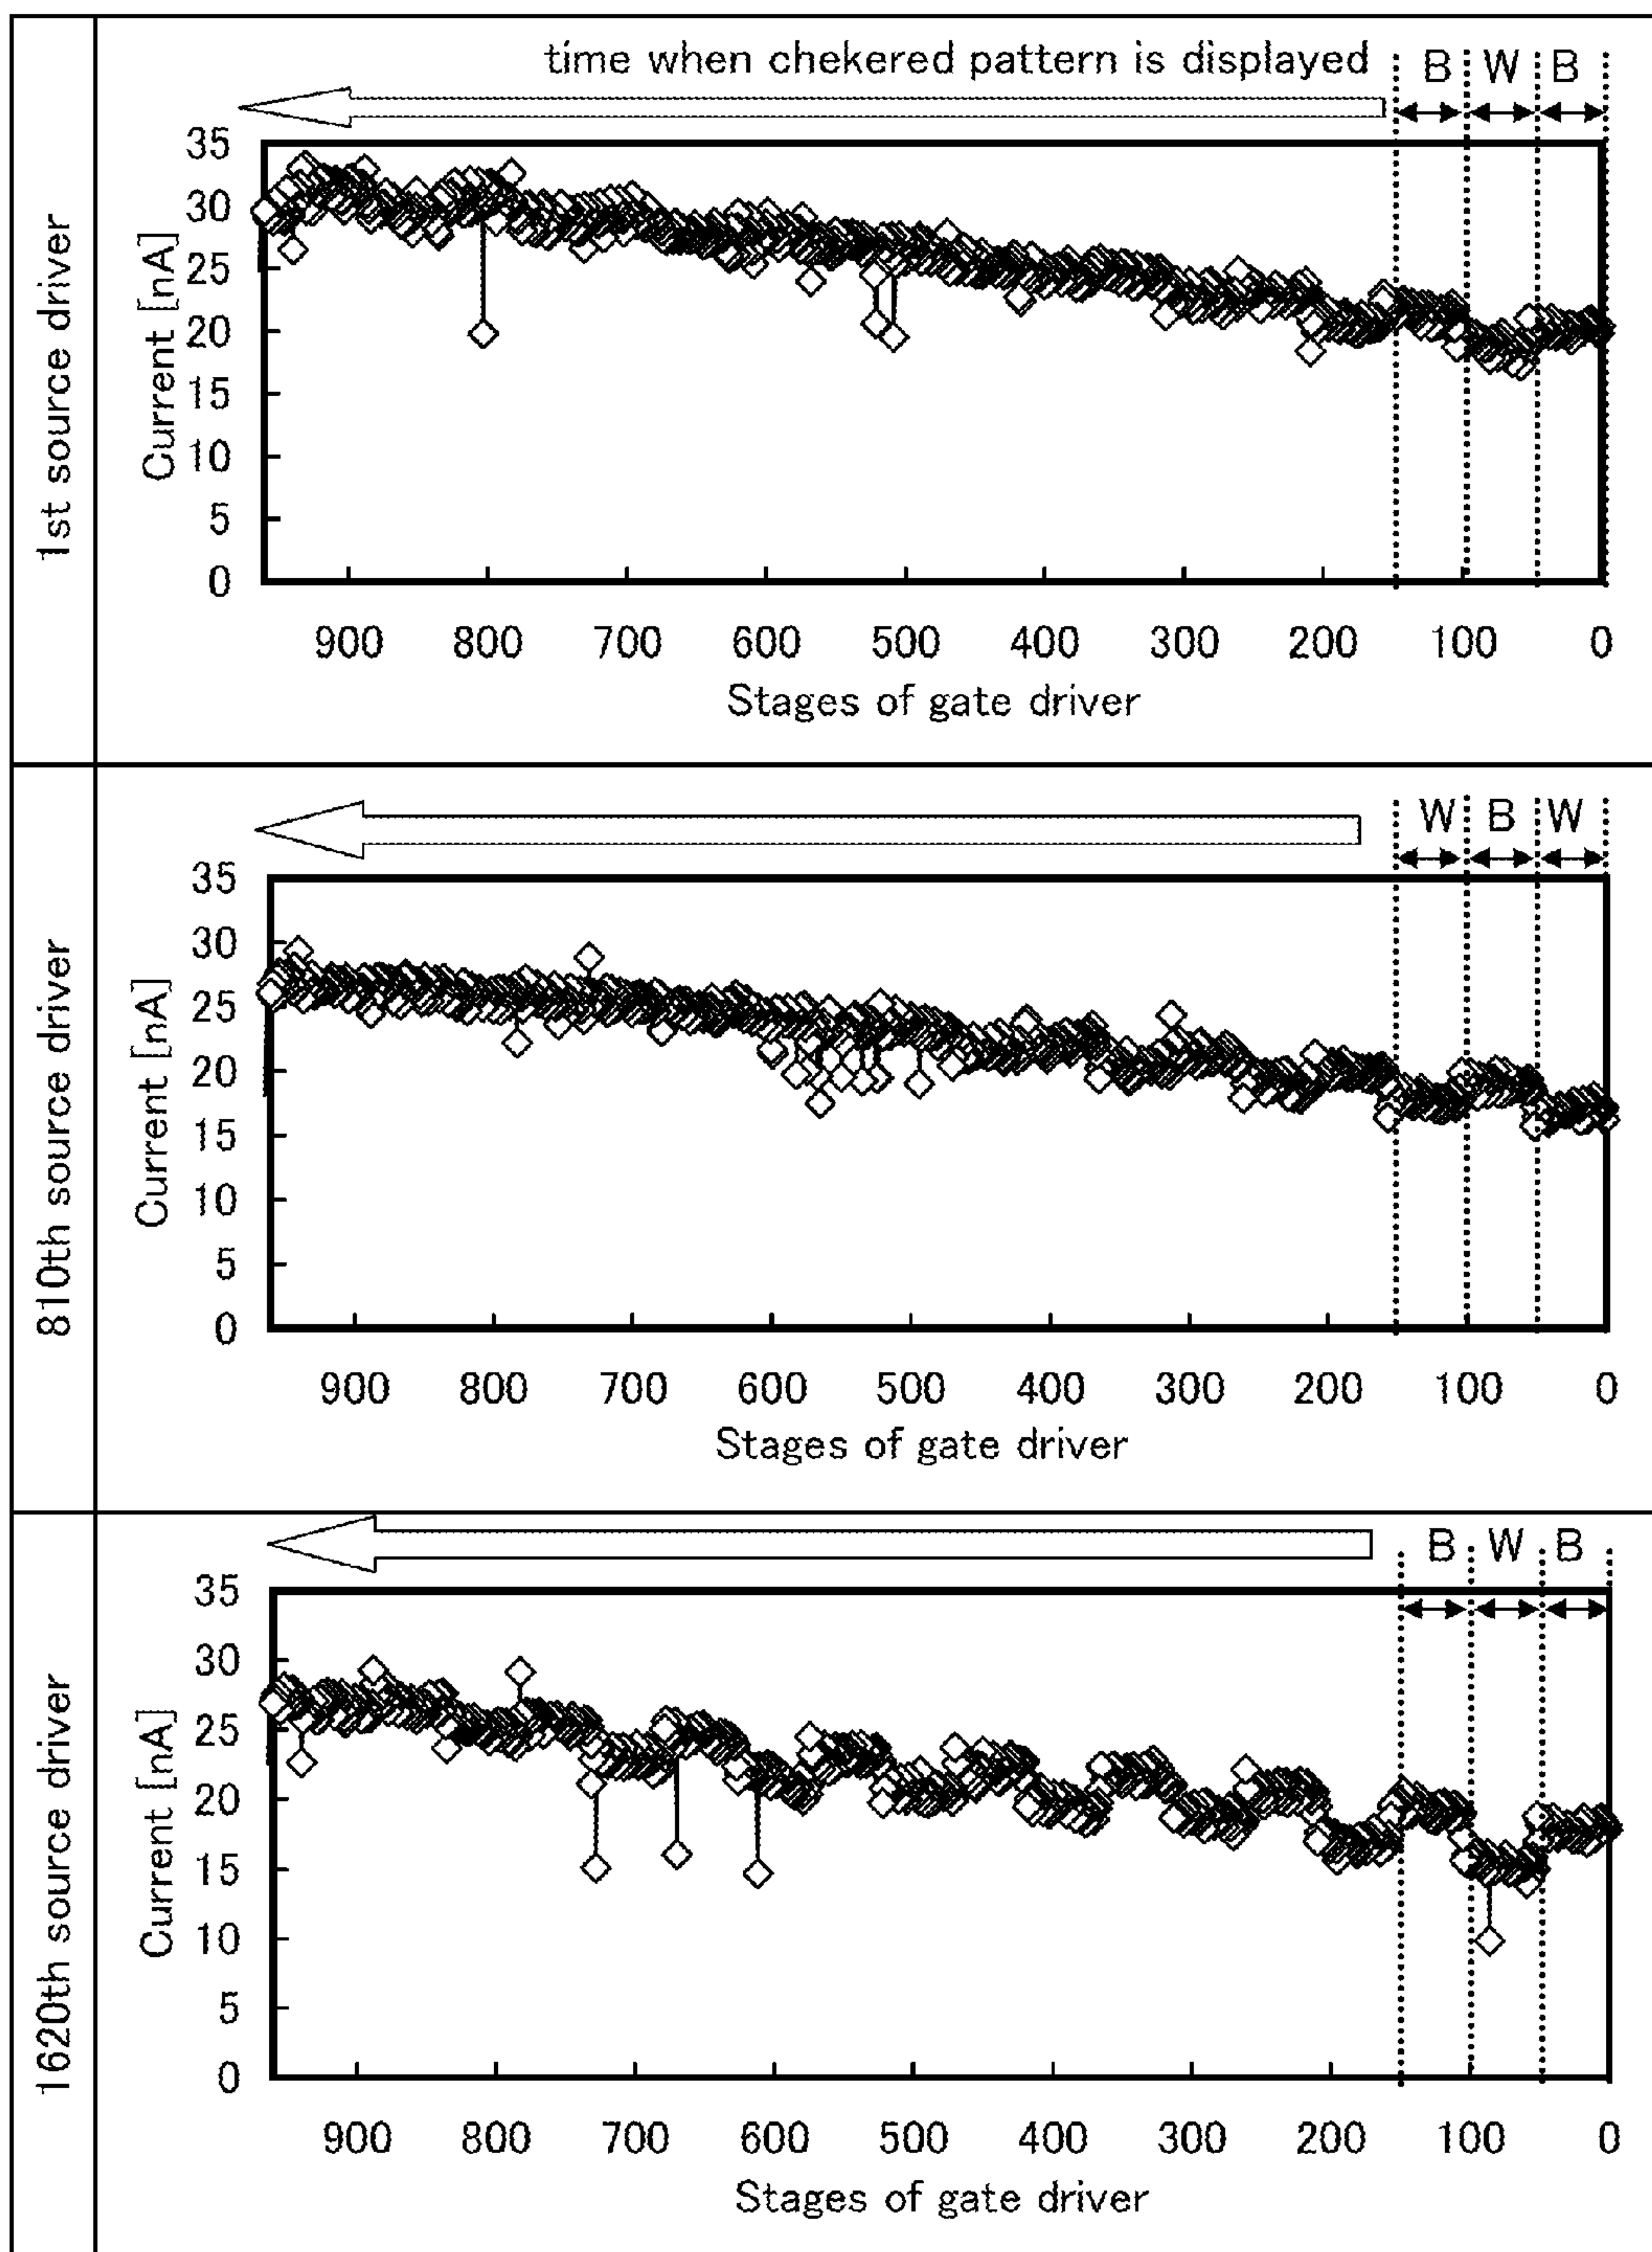 1st source driver
time when chekered pattern is displayed
B W B
Current [nA]
35
30
25
20
15
10
5
0
900 800 700 600 500 400 300 200 100 0
Stages of gate driver
810th source driver
W B W
Current [nA]
35
30
25
20
15
10
5
0
900 800 700 600 500 400 300 200 100 0
Stages of gate driver
1620th source driver
B W B
Current [nA]
35
30
25
20
15
10
5
0
900 800 700 600 500 400 300 200 100 0
Stages of gate driver